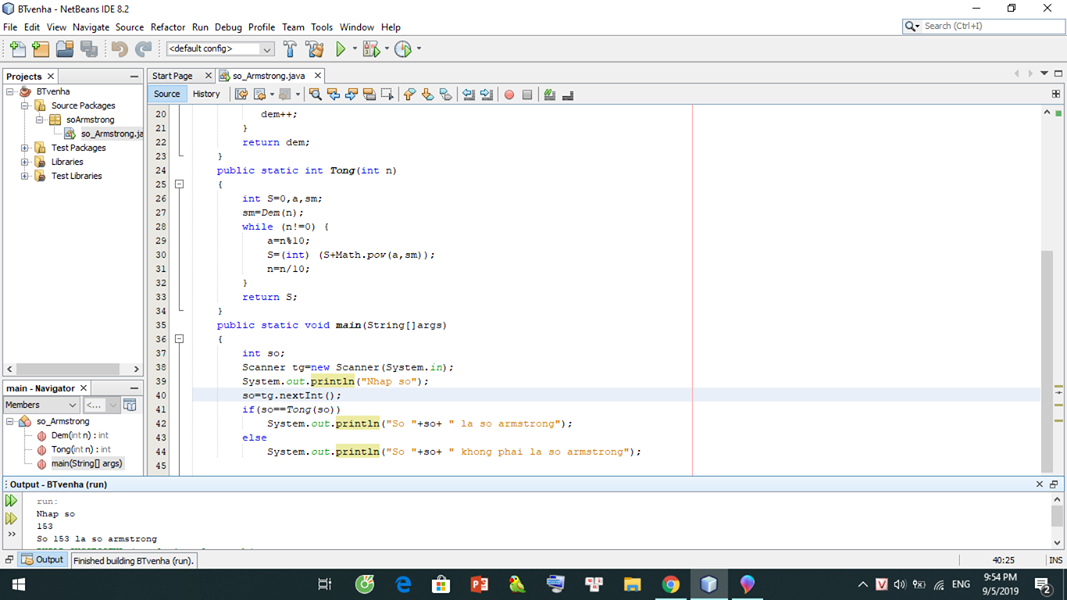 BTvenha - NetBeans IDE 8.2
File Edit View Navigate Source Refactor Run Debug Profile Team Tools Window Help
Search (Ctrl+I)
<default config>
Projects
Start Page
so_Armstrong.java
BTvenha
Source Packages
soArmstrong
so_Armstrong.ja
Test Packages
Libraries
Test Libraries
Source History
20 dem++;
21 }
22 return dem;
23 }
24 public static int Tong(int n)
25 {
26 int S=0,a,sm;
27 sm=Dem(n);
28 while (n!=0) {
29 a=n%10;
30 S=(int) (S+Math.pow(a,sm));
31 n=n/10;
32 }
33 return S;
34 }
35 public static void main(String[]args)
36 {
37 int so;
38 Scanner tg=new Scanner(System.in);
39 System.out.println("Nhap so");
40 so=tg.nextInt();
41 if(so==Tong(so))
42 System.out.println("So "+so+ " la so armstrong");
43 else
44 System.out.println("So "+so+ " khong phai la so armstrong");
45
main - Navigator
Members
<...
so_Armstrong
Dem(int n) : int
Tong(int n) : int
main(String[] args)
Output - BTvenha (run)
run:
Nhap so
153
So 153 la so armstrong
Output
Finished building BTvenha (run).
40:25
INS
ENG
9:54 PM
9/5/2019
2